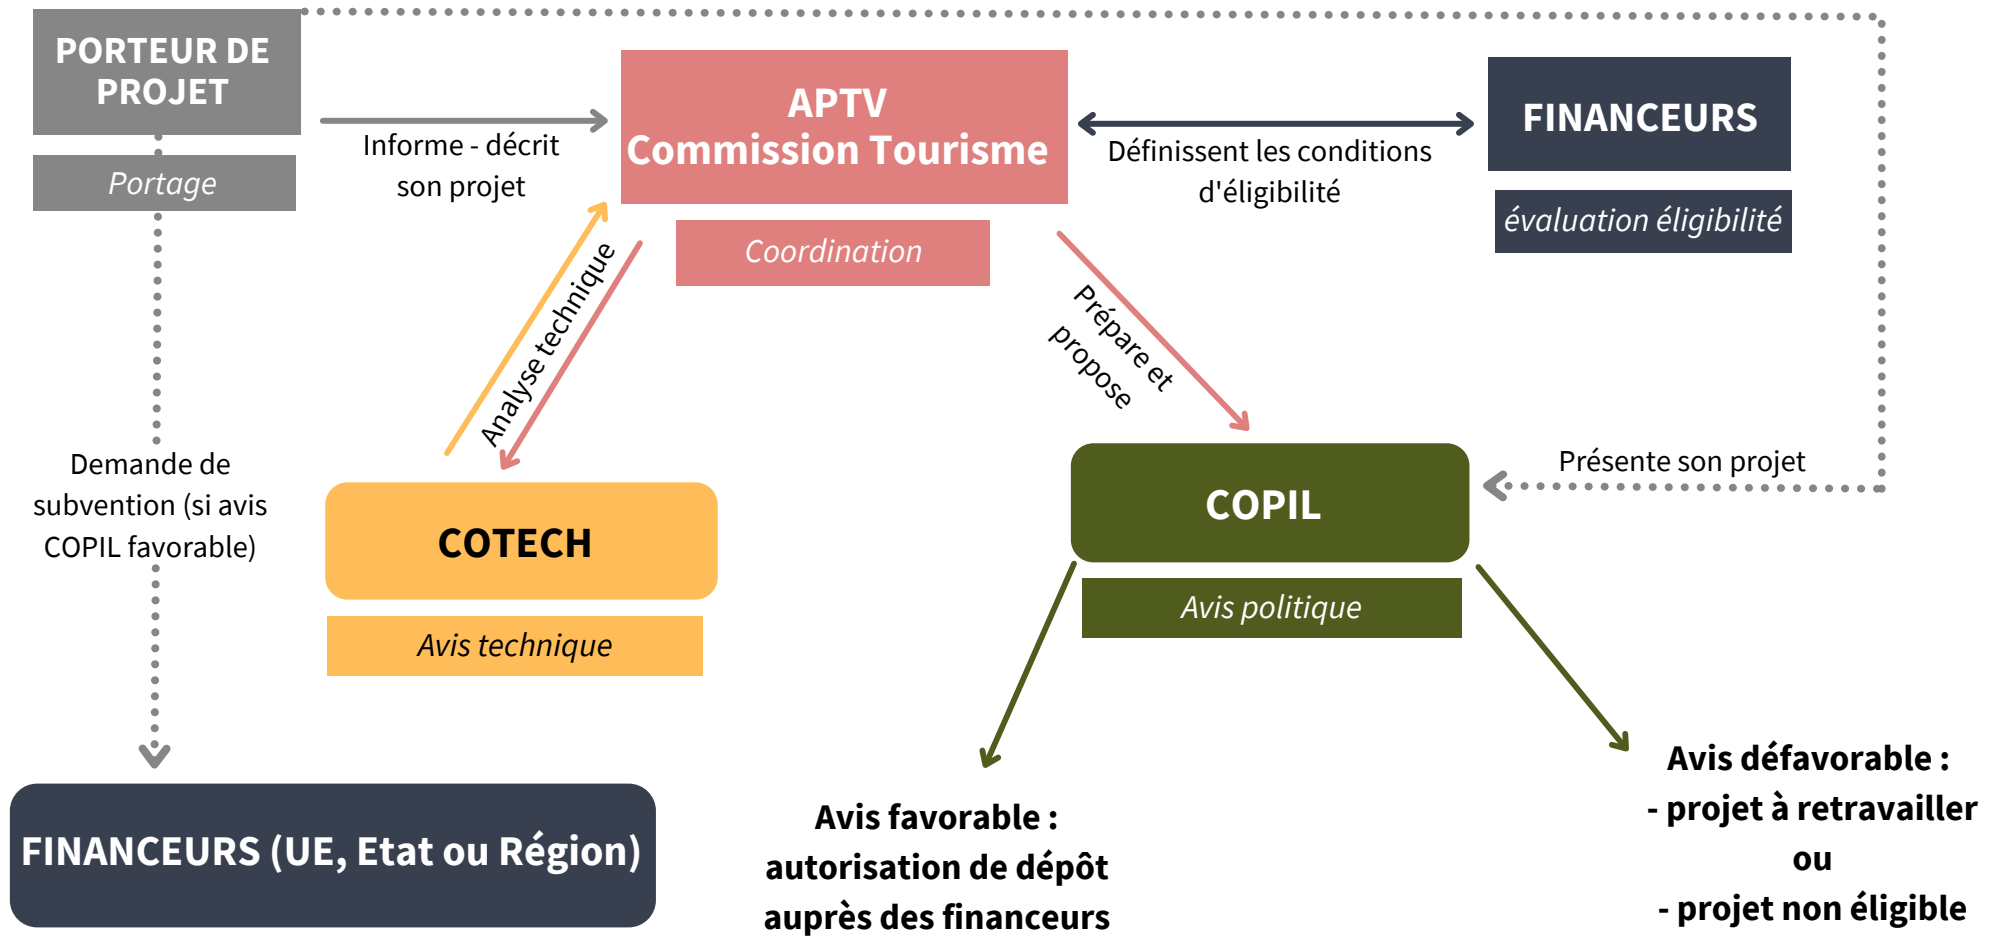 PORTEUR DE
PROJET
Portage
Informe - décrit
son projet
APTV
Commission Tourisme
Coordination
Définissent les conditions
d'éligibilité
FINANCEURS
évaluation éligibilité
Analyse technique
Prépare et
propose
Présente son projet
Demande de
subvention (si avis
COPIL favorable)
COTECH
Avis technique
COPIL
Avis politique
FINANCEURS (UE, Etat ou Région)
Avis favorable :
autorisation de dépôt
auprès des financeurs
Avis défavorable :
- projet à retravailler
ou
- projet non éligible